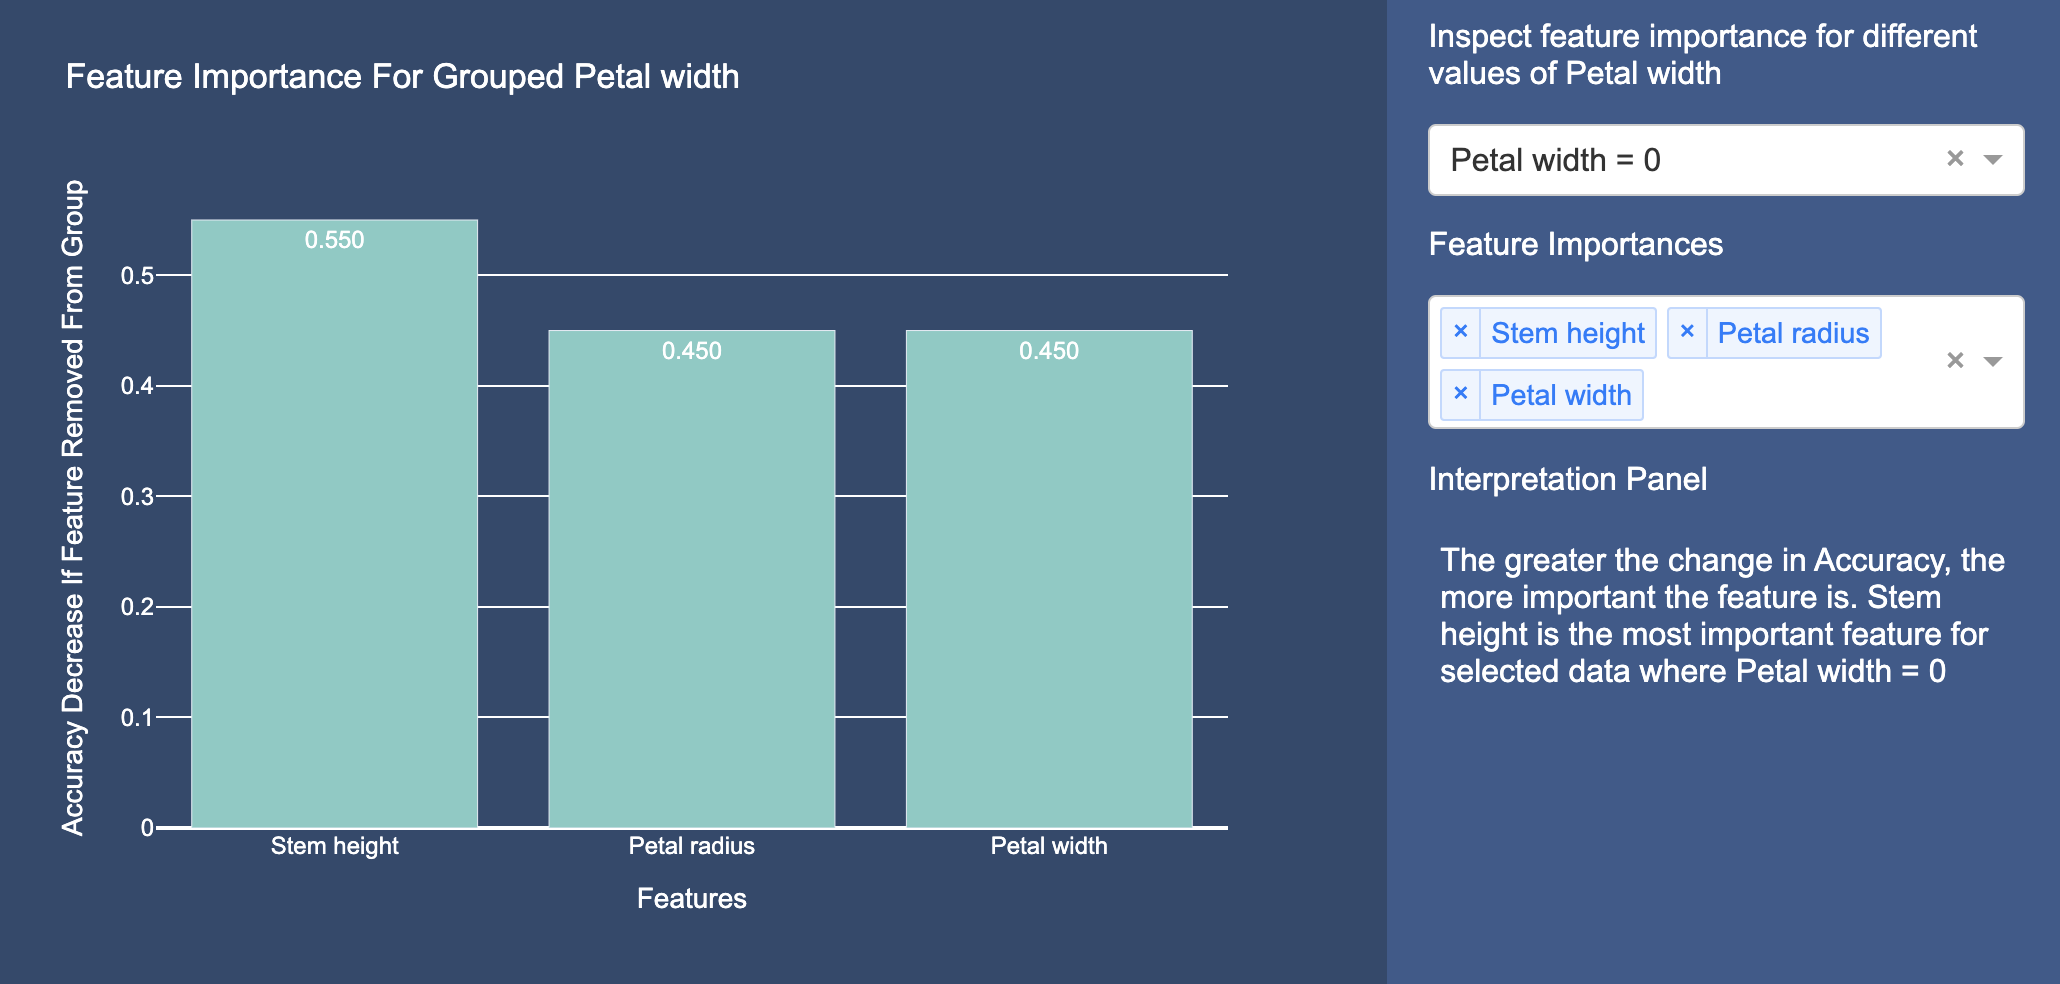 Feature Importance For Grouped Petal width
Accuracy Decrease If Feature Removed From Group
0.5
0.4
0.3
0.2
0.1
0
0.550
0.450
0.450
Stem height
Petal radius
Petal width
Features
Inspect feature importance for different
values of Petal width
Petal width = 0
Feature Importances
× Stem height × Petal radius
× Petal width
Interpretation Panel
The greater the change in Accuracy, the
more important the feature is. Stem
height is the most important feature for
selected data where Petal width = 0